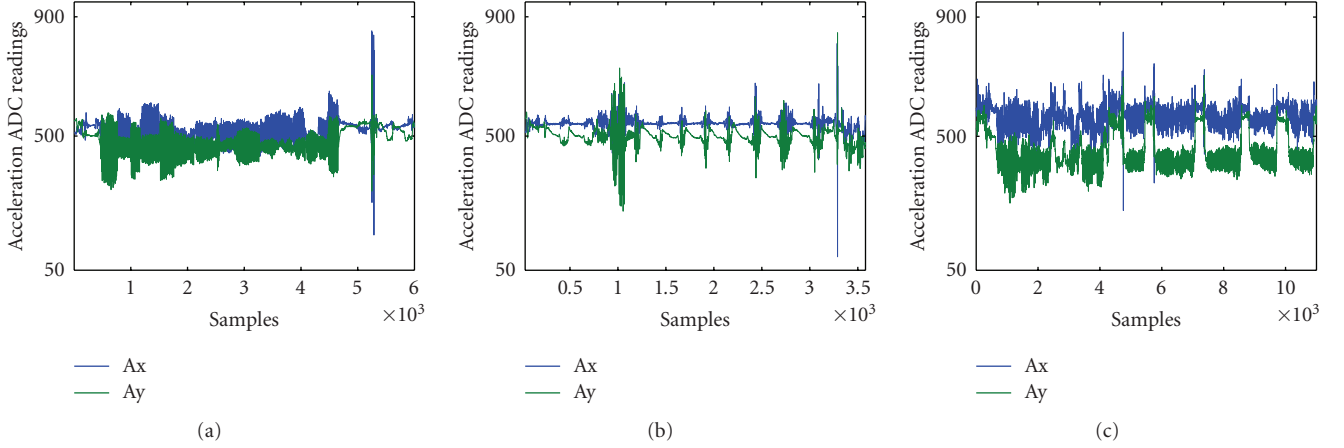 Acceleration ADC readings
900
500
50
1 2 3 4 5 6
×10³
Samples
Ax
Ay
(a)
Acceleration ADC readings
900
500
50
0.5 1 1.5 2 2.5 3 3.5
×10³
Samples
Ax
Ay
(b)
Acceleration ADC readings
900
500
50
0 2 4 6 8 10
×10³
Samples
Ax
Ay
(c)